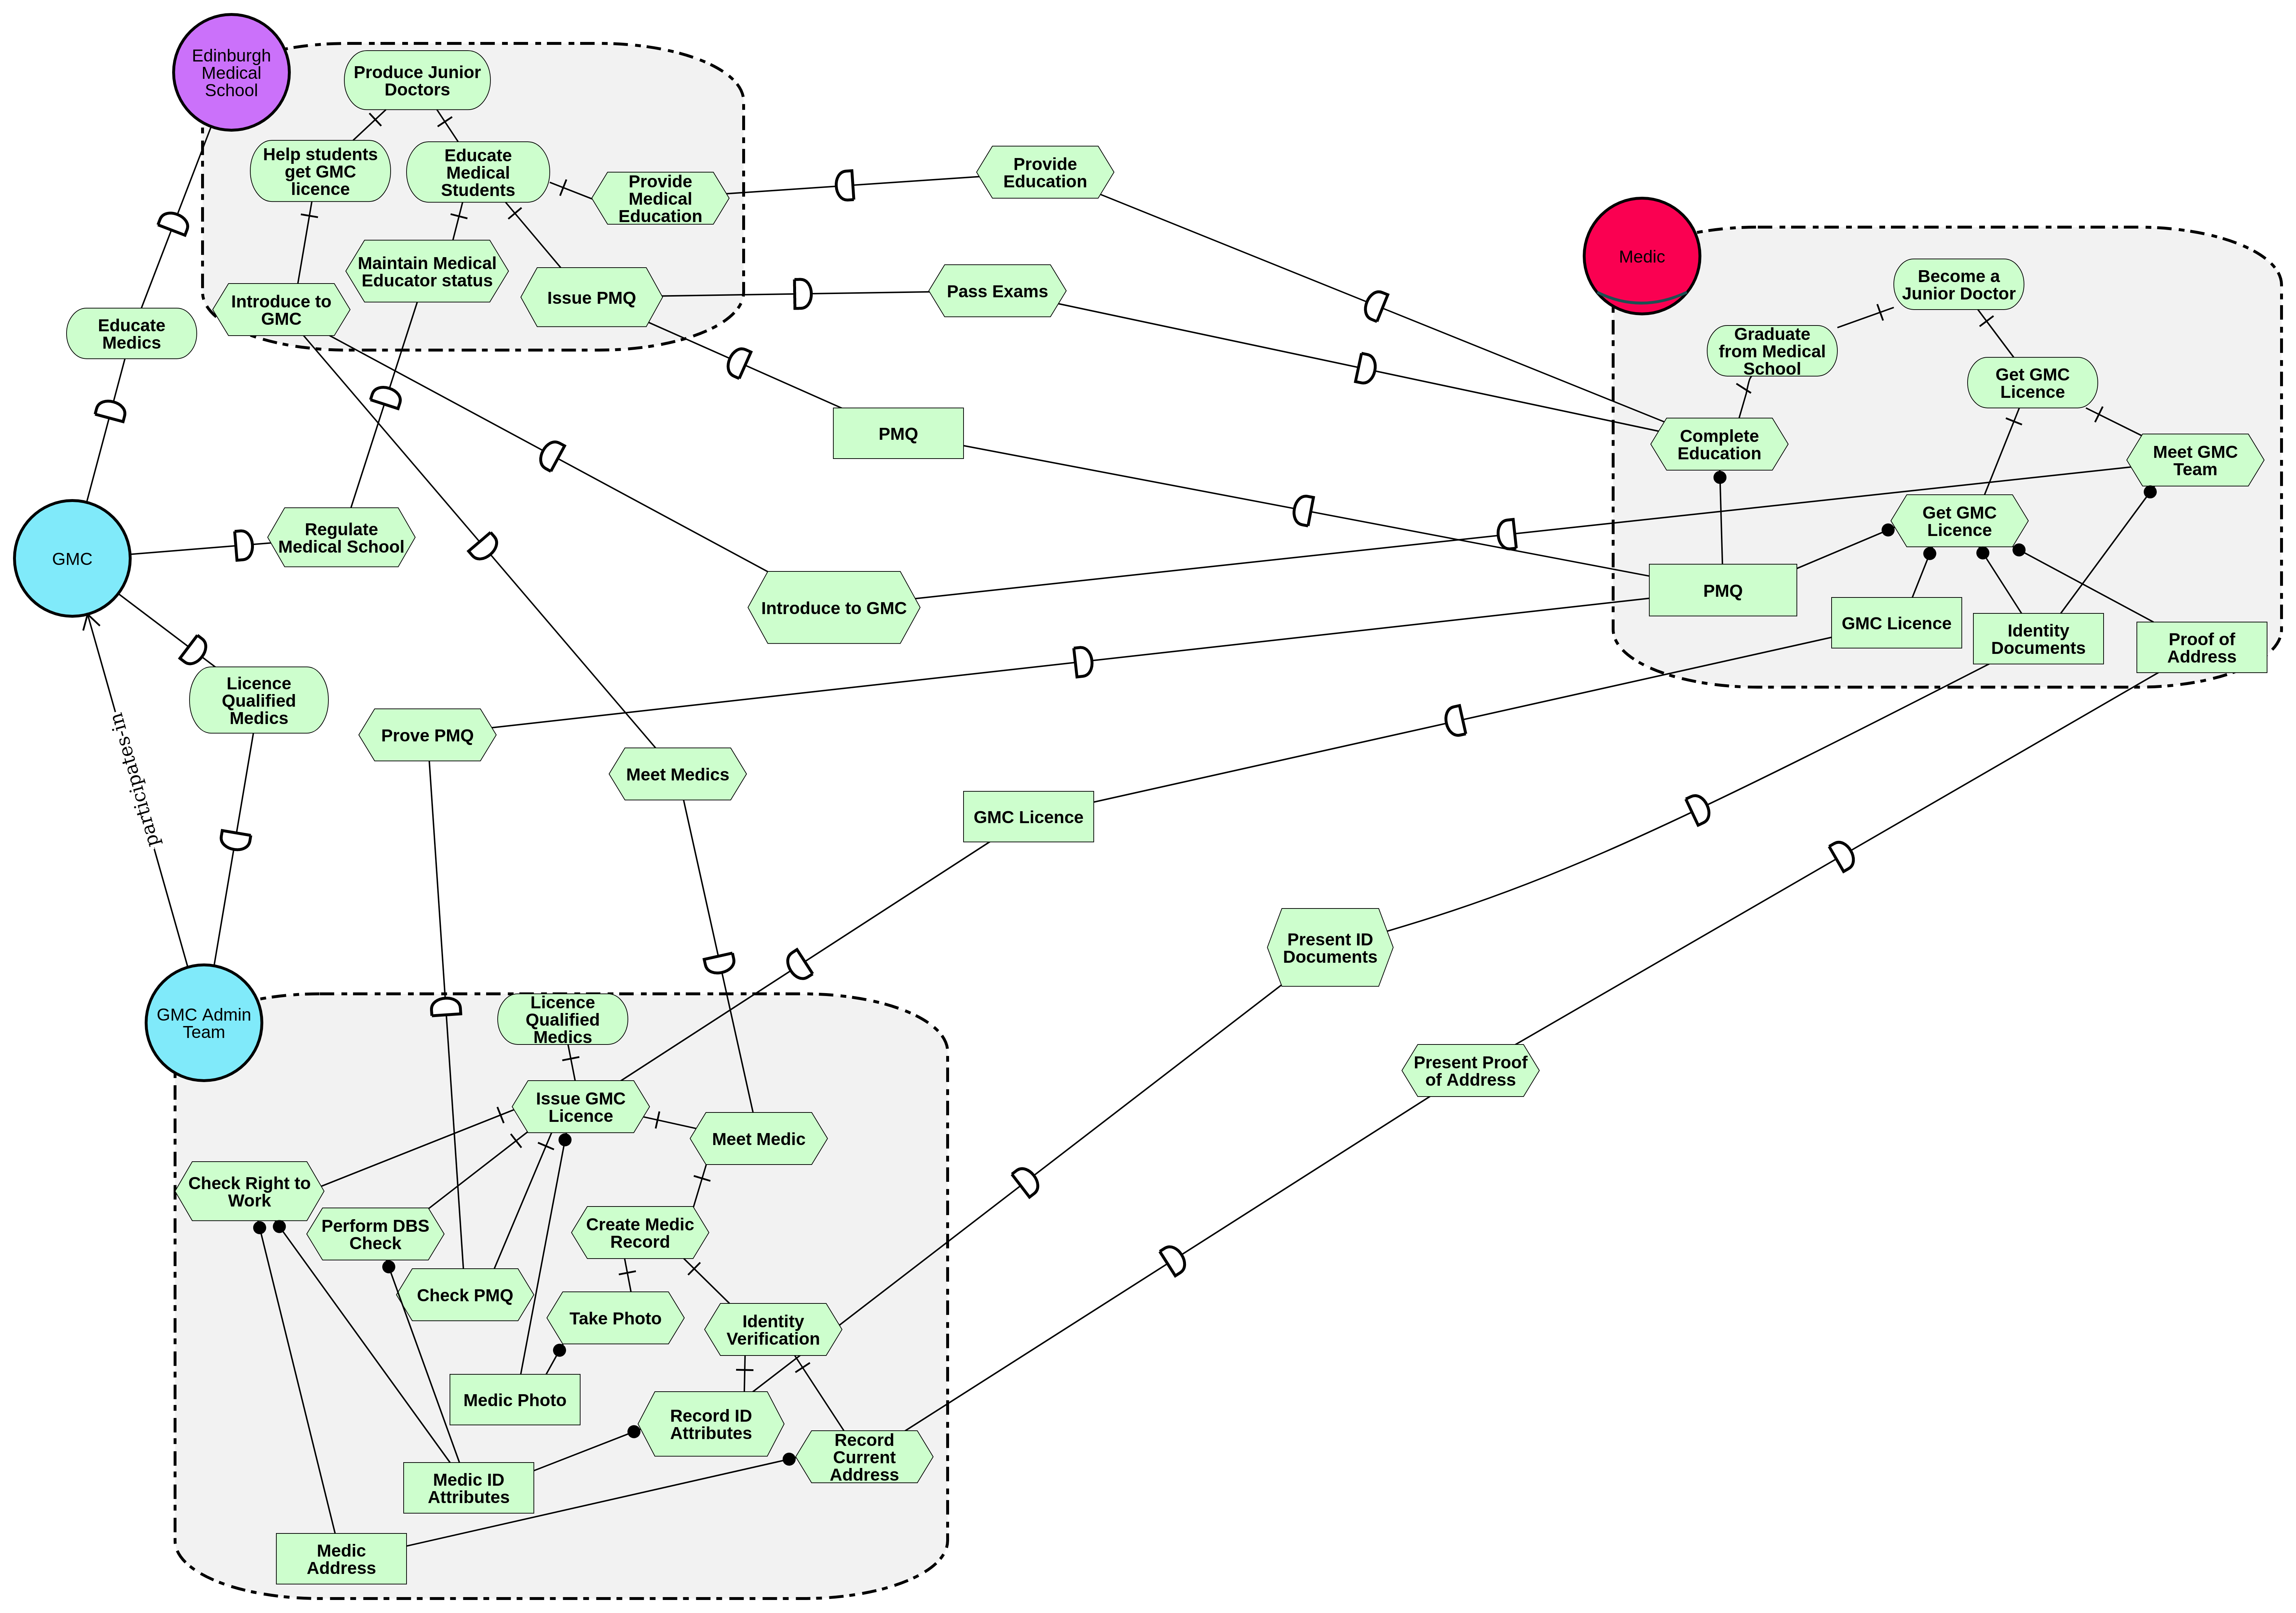 Edinburgh
Medical
School
Produce Junior
Doctors
Help students
get GMC
licence
Educate
Medical
Students
Provide
Medical
Education
Provide
Education
Maintain Medical
Educator status
Introduce to
GMC
Issue PMQ
Pass Exams
Educate
Medics
Medic
Become a
Junior Doctor
Graduate
from Medical
School
Get GMC
Licence
Complete
Education
Meet GMC
Team
PMQ
Get GMC
Licence
GMC
Regulate
Medical School
Introduce to GMC
PMQ
GMC Licence
Identity
Documents
Proof of
Address
Licence
Qualified
Medics
participates-in
Prove PMQ
Meet Medics
GMC Licence
Present ID
Documents
Present Proof
of Address
GMC Admin
Team
Licence
Qualified
Medics
Issue GMC
Licence
Meet Medic
Check Right to
Work
Perform DBS
Check
Create Medic
Record
Check PMQ
Take Photo
Identity
Verification
Medic Photo
Record ID
Attributes
Record
Current
Address
Medic ID
Attributes
Medic
Address